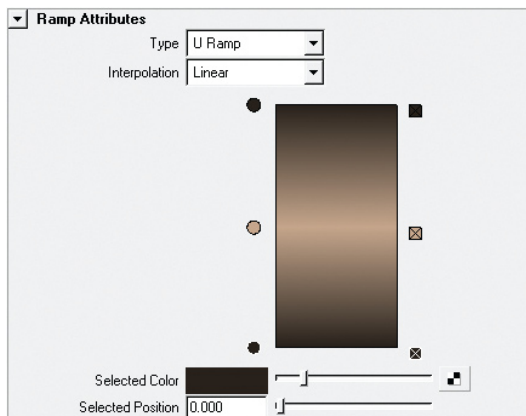 Ramp Attributes
Type U Ramp
Interpolation Linear
Selected Color
Selected Position 0.000